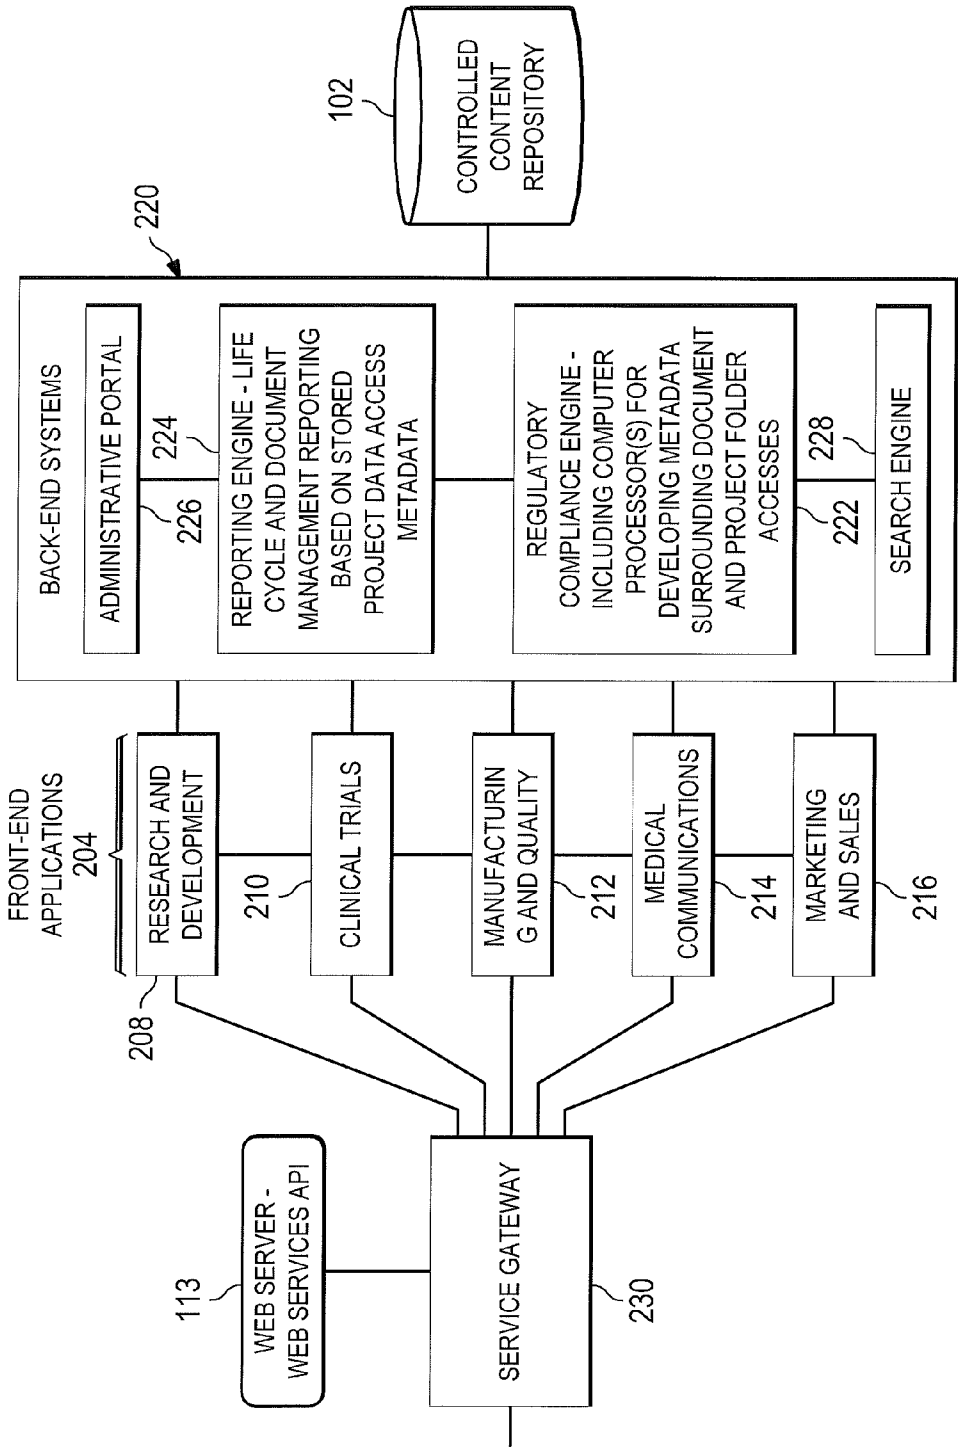 FRONT-END
APPLICATIONS
204
BACK-END SYSTEMS
220
113
WEB SERVER -
WEB SERVICES API
SERVICE GATEWAY
230
208
RESEARCH AND
DEVELOPMENT
210
CLINICAL TRIALS
MANUFACTURIN
G AND QUALITY
212
MEDICAL
COMMUNICATIONS
214
MARKETING
AND SALES
216
ADMINISTRATIVE PORTAL
226
224
REPORTING ENGINE - LIFE
CYCLE AND DOCUMENT
MANAGEMENT REPORTING
BASED ON STORED
PROJECT DATA ACCESS
METADATA
REGULATORY
COMPLIANCE ENGINE -
INCLUDING COMPUTER
PROCESSOR(S) FOR
DEVELOPING METADATA
SURROUNDING DOCUMENT
AND PROJECT FOLDER
ACCESSES
222
228
SEARCH ENGINE
102
CONTROLLED
CONTENT
REPOSITORY